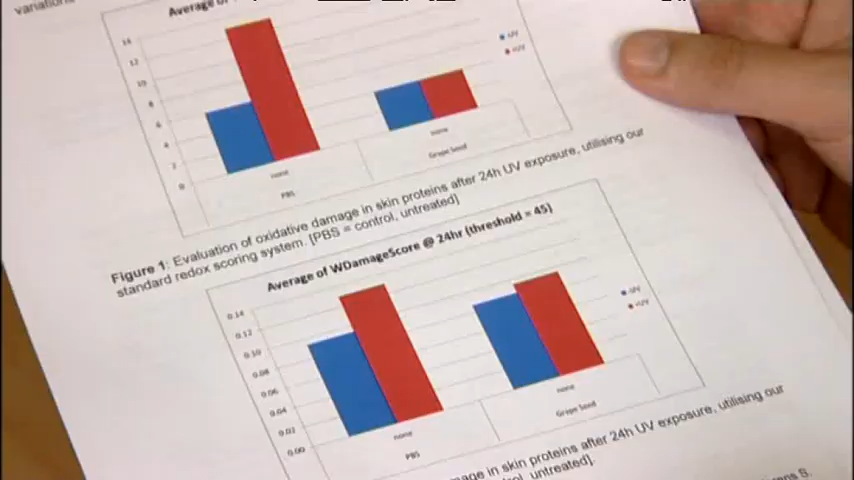 variations
Average of
14
12
10
8
6
4
2
0
-UV
+UV
none
none
PBS
Grape Seed
Figure 1: Evaluation of oxidative damage in skin proteins after 24h UV exposure, utilising our
standard redox scoring system. [PBS = control, untreated]
Average of WDamageScore @ 24hr (threshold = 45)
0.14
0.12
0.10
0.08
0.06
0.04
0.02
0.00
-UV
+UV
none
none
PBS
Grape Seed
mage in skin proteins after 24h UV exposure, utilising our
ntrol, untreated].
S.